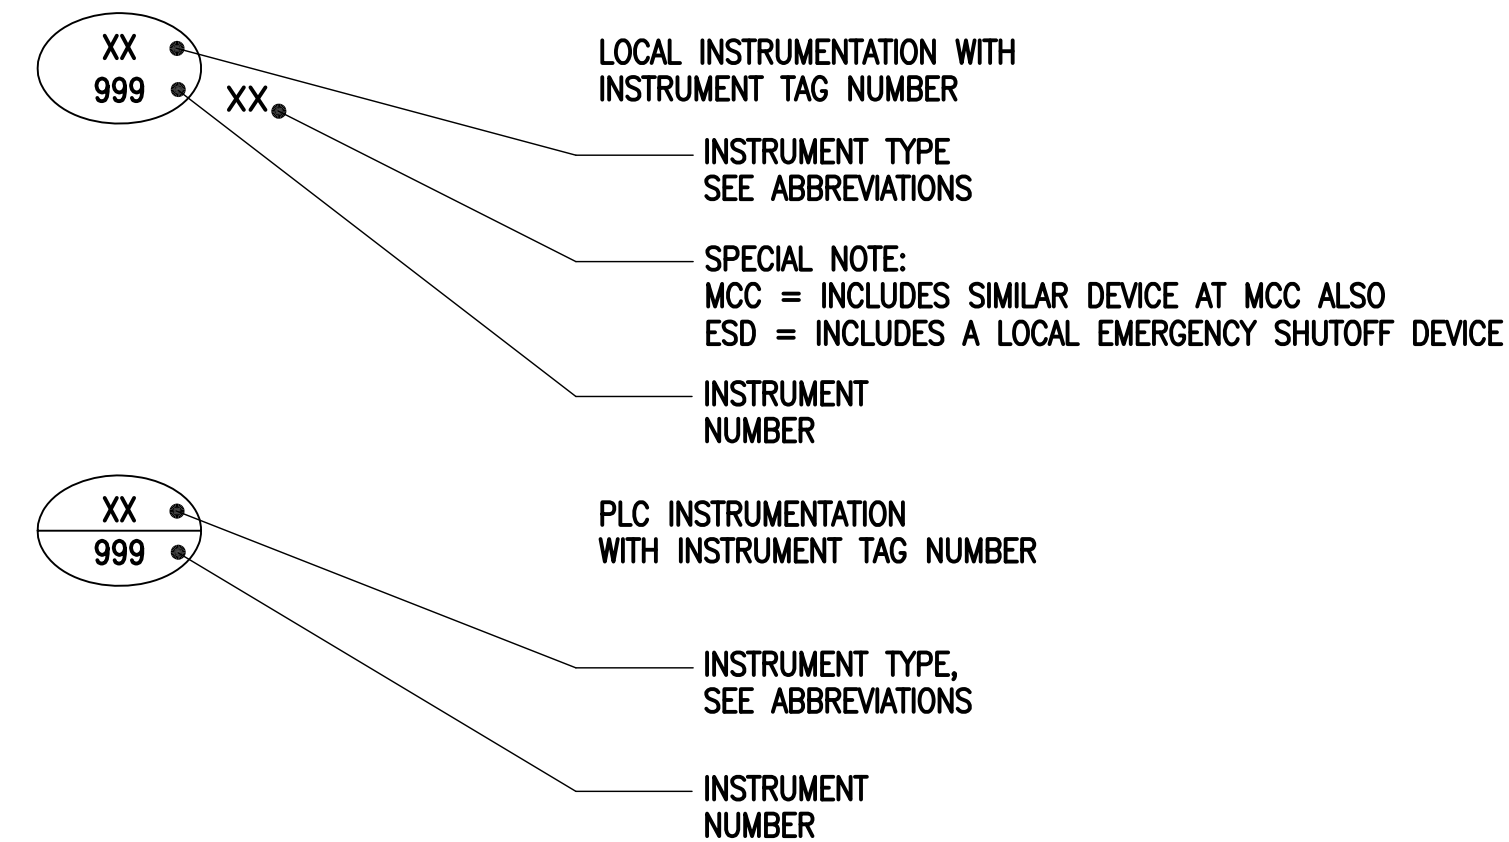 XX
999
XX
LOCAL INSTRUMENTATION WITH
INSTRUMENT TAG NUMBER
INSTRUMENT TYPE
SEE ABBREVIATIONS
SPECIAL NOTE:
MCC = INCLUDES SIMILAR DEVICE AT MCC ALSO
ESD = INCLUDES A LOCAL EMERGENCY SHUTOFF DEVICE
INSTRUMENT
NUMBER
XX
999
PLC INSTRUMENTATION
WITH INSTRUMENT TAG NUMBER
INSTRUMENT TYPE,
SEE ABBREVIATIONS
INSTRUMENT
NUMBER